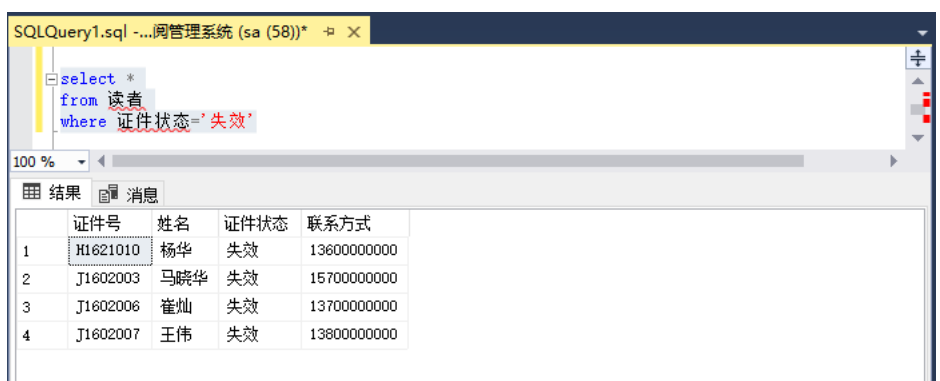 SQLQuery1.sql -...阅管理系统 (sa (58))*
select *
from 读者
where 证件状态='失效'
100 %
结果 消息
证件号 姓名 证件状态 联系方式
1 H1621010 杨华 失效 13600000000
2 J1602003 马晓华 失效 15700000000
3 J1602006 崔灿 失效 13700000000
4 J1602007 王伟 失效 13800000000